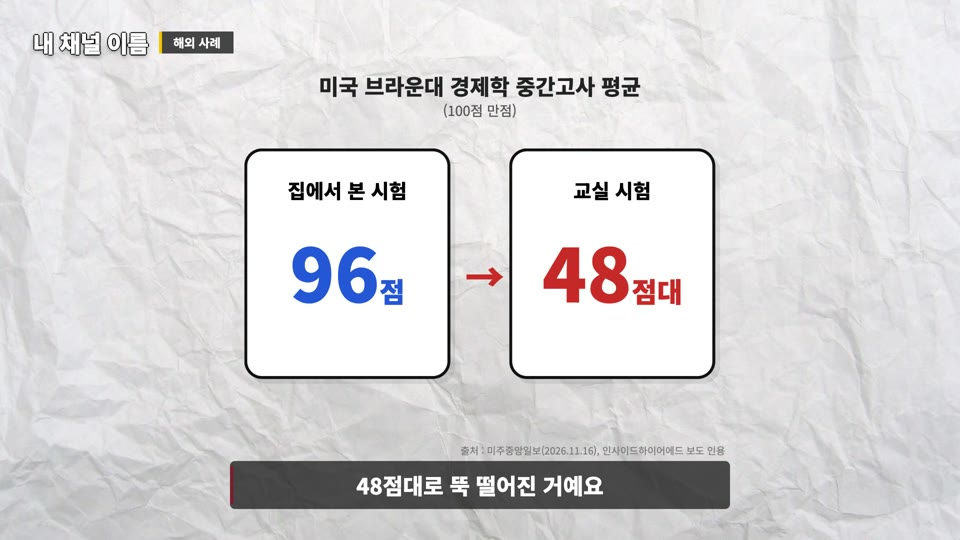 내 채널 이름
해외 사례
미국 브라운대 경제학 중간고사 평균
(100점 만점)
집에서 본 시험
96점
→
교실 시험
48점대
출처 : 미주중앙일보(2026.11.16), 인사이드하이어에드 보도 인용
48점대로 뚝 떨어진 거예요